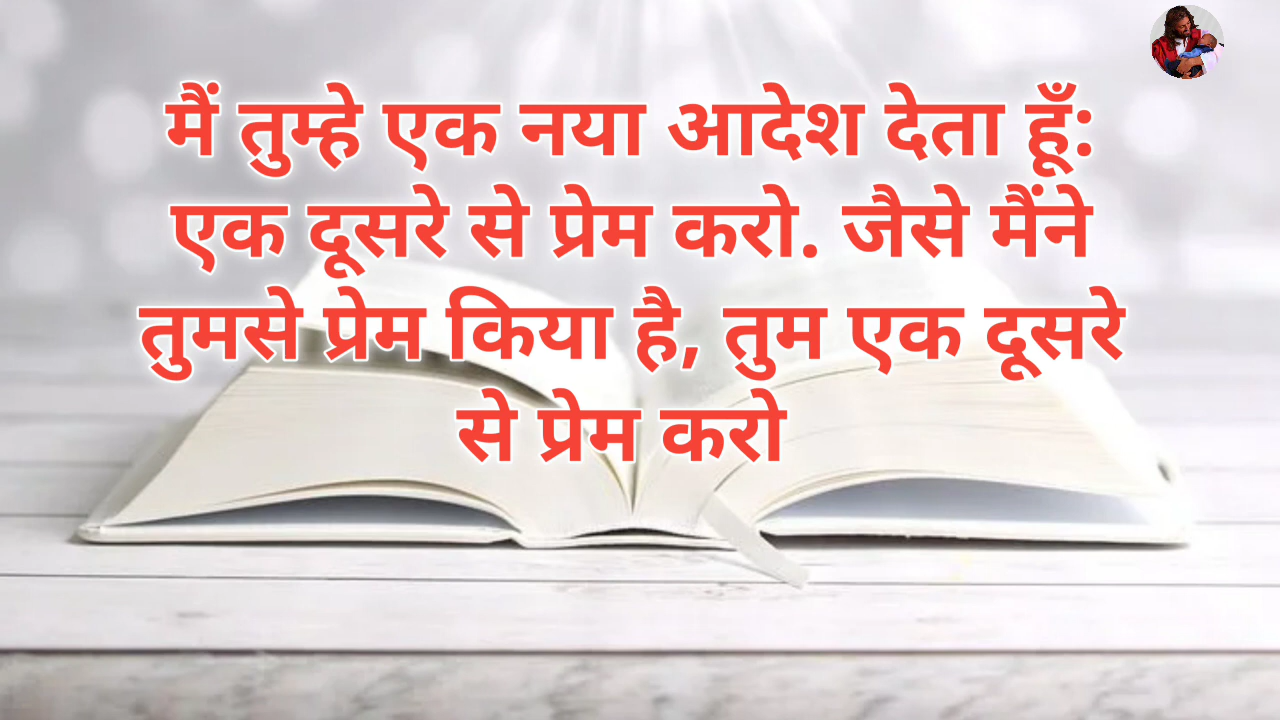 मैं तुम्हे एक नया आदेश देता हूँ:
एक दूसरे से प्रेम करो. जैसे मैंने
तुमसे प्रेम किया है, तुम एक दूसरे
से प्रेम करो